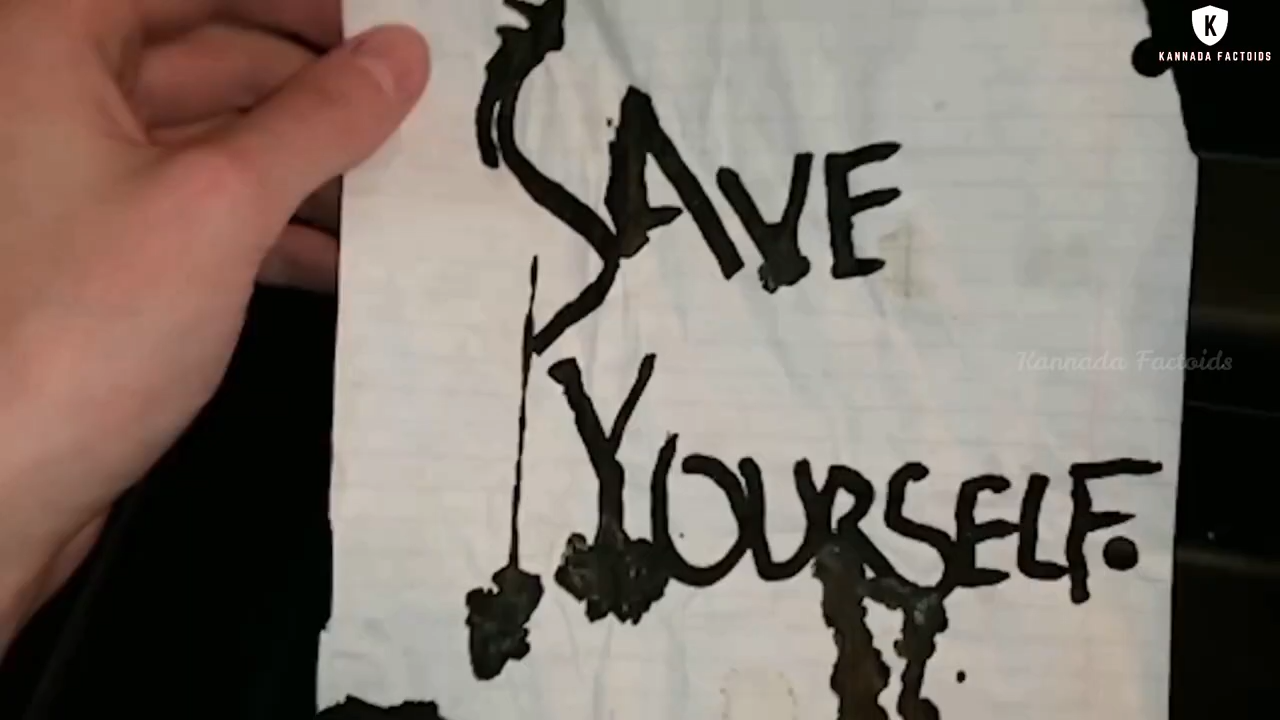 K
KANNADA FACTOIDS
SAVE
Kannada Factoids
YOURSELF.